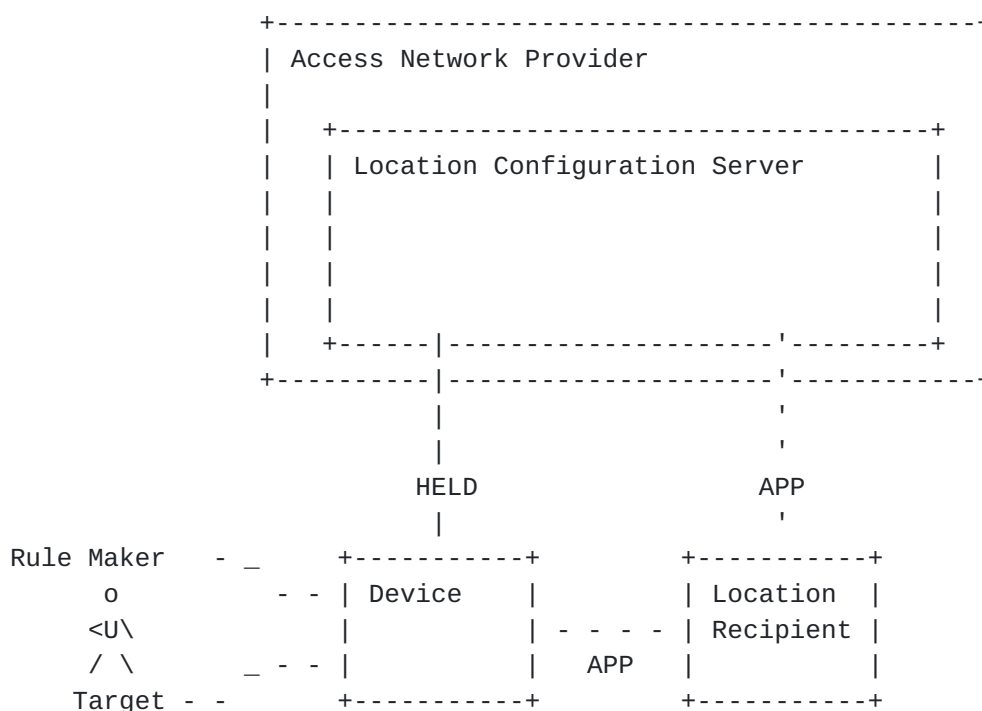 Access Network Provider
Location Configuration Server
HELD APP
Rule Maker
o Device Location
<U\ Recipient
/ \ APP
Target